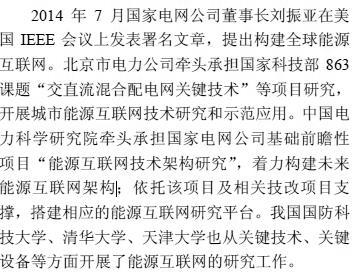 2014 年 7 月国家电网公司董事长刘振亚在美
国 IEEE 会议上发表署名文章，提出构建全球能源
互联网。北京市电力公司牵头承担国家科技部 863
课题“交直流混合配电网关键技术”等项目研究，
开展城市能源互联网技术研究和示范应用。中国电
力科学研究院牵头承担国家电网公司基础前瞻性
项目“能源互联网技术架构研究”，着力构建未来
能源互联网架构；依托该项目及相关技改项目支
撑，搭建相应的能源互联网研究平台。我国国防科
技大学、清华大学、天津大学也从关键技术、关键
设备等方面开展了能源互联网的研究工作。